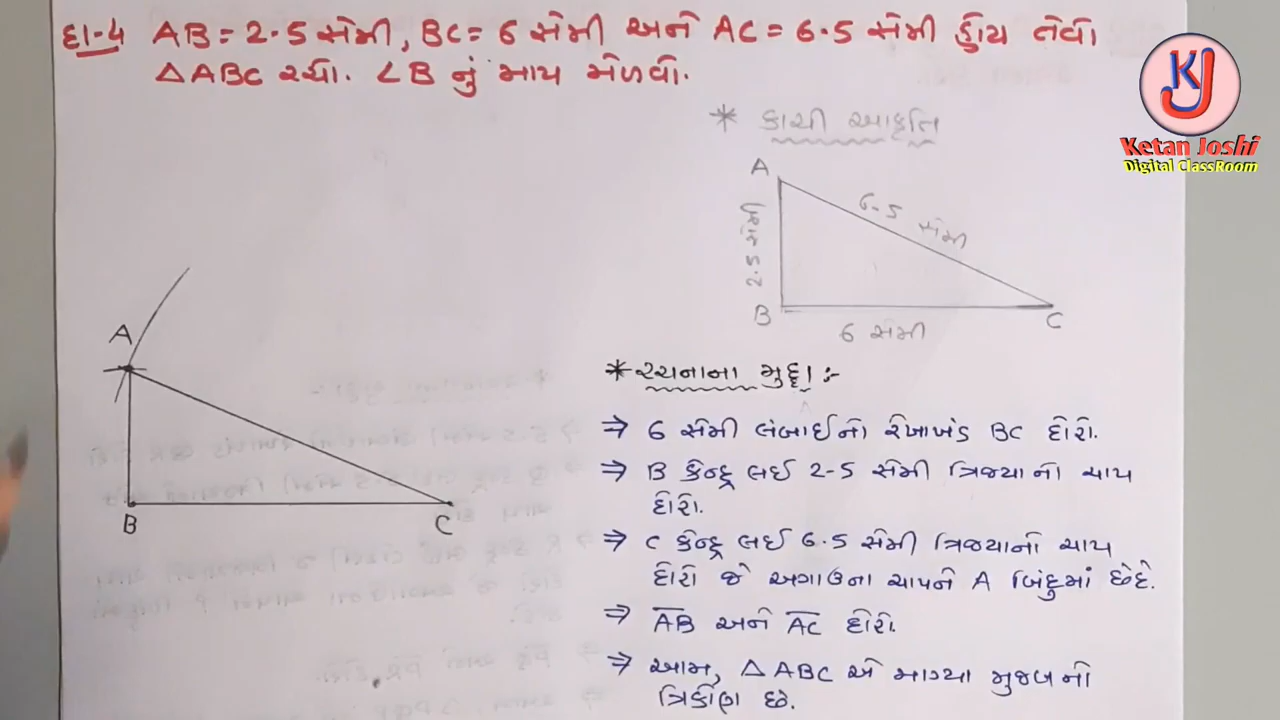 દા-4 AB = 2.5 સેમી, BC = 6 સેમી અને AC = 6.5 સેમી હોય તેવો
△ABC રચો. ∠B નું માપ મેળવો.
KJ
Ketan Joshi
Digital ClassRoom
* કાચી આકૃતિ
A
6.5 સેમી
2.5 સેમી
B
C
6 સેમી
A
B
C
* રચનાના મુદ્દા :-
⇒ 6 સેમી લંબાઈનો રેખાખંડ BC દોરો.
⇒ B કેન્દ્ર લઈ 2-5 સેમી ત્રિજ્યાનો ચાપ
દોરો.
⇒ C કેન્દ્ર લઈ 6.5 સેમી ત્રિજ્યાનો ચાપ
દોરો જે અગાઉના ચાપને A બિંદુમાં છેદે.
⇒ A̅B̅ અને A̅C̅ દોરો.
⇒ આમ, △ABC એ માગ્યા મુજબનો
ત્રિકોણ છે.